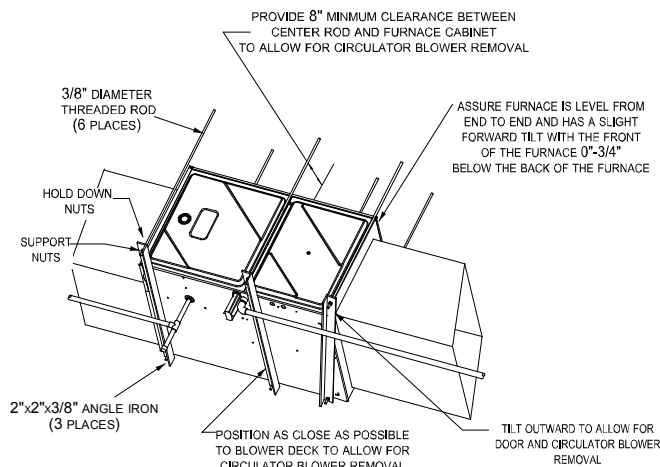 PROVIDE 8" MINMUM CLEARANCE BETWEEN
CENTER ROD AND FURNACE CABINET
TO ALLOW FOR CIRCULATOR BLOWER REMOVAL
3/8" DIAMETER
THREADED ROD
(6 PLACES)
ASSURE FURNACE IS LEVEL FROM
END TO END AND HAS A SLIGHT
FORWARD TILT WITH THE FRONT
OF THE FURNACE 0"-3/4"
BELOW THE BACK OF THE FURNACE
HOLD DOWN
NUTS
SUPPORT
NUTS
2"x2"x3/8" ANGLE IRON
(3 PLACES)
POSITION AS CLOSE AS POSSIBLE
TO BLOWER DECK TO ALLOW FOR
CIRCULATOR BLOWER REMOVAL
TILT OUTWARD TO ALLOW FOR
DOOR AND CIRCULATOR BLOWER
REMOVAL